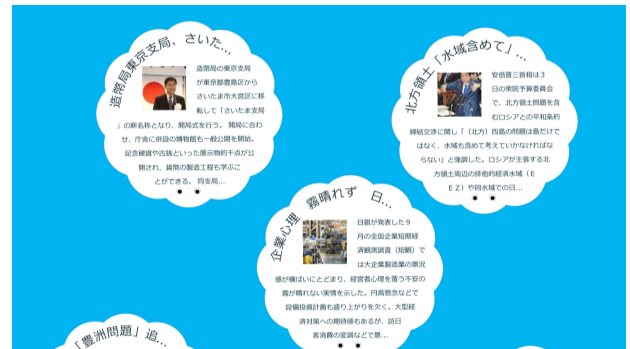 造幣局東京支局、さいた...
造幣局の東京支局
が東京都豊島区から
さいたま市大宮区に移
転して「さいたま支局
」の新名称となり、開局式を行う。 開局に合わ
せ、庁舎に併設の博物館も一般公開を開始。
記念硬貨や古銭といった展示物約千点が公
開され、貨幣の製造工程も学ぶこ
とができる。 同支局...
北方領土「水域含めて」...
安倍晋三首相は３
日の衆院予算委員会
で、北方領土問題を含
むロシアとの平和条約
締結交渉に関し「（北方）四島の問題は島だけで
はなく、水域も含めて考えていかなければな
らない」と強調した。ロシアが主張する北
方領土周辺の排他的経済水域（Ｅ
ＥＺ）や同水域での日...
企業心理 霧晴れず 日...
日銀が発表した９
月の全国企業短期経
済観測調査（短観）で
は大企業製造業の景況
感が横ばいにとどまり、経営者心理を覆う不安の
霧が晴れない実情を示した。円高懸念などで
設備投資計画も盛り上がりを欠く。大型経
済対策への期待感もあるが、訪日
客消費の変調などで景...
「豊洲問題」追...